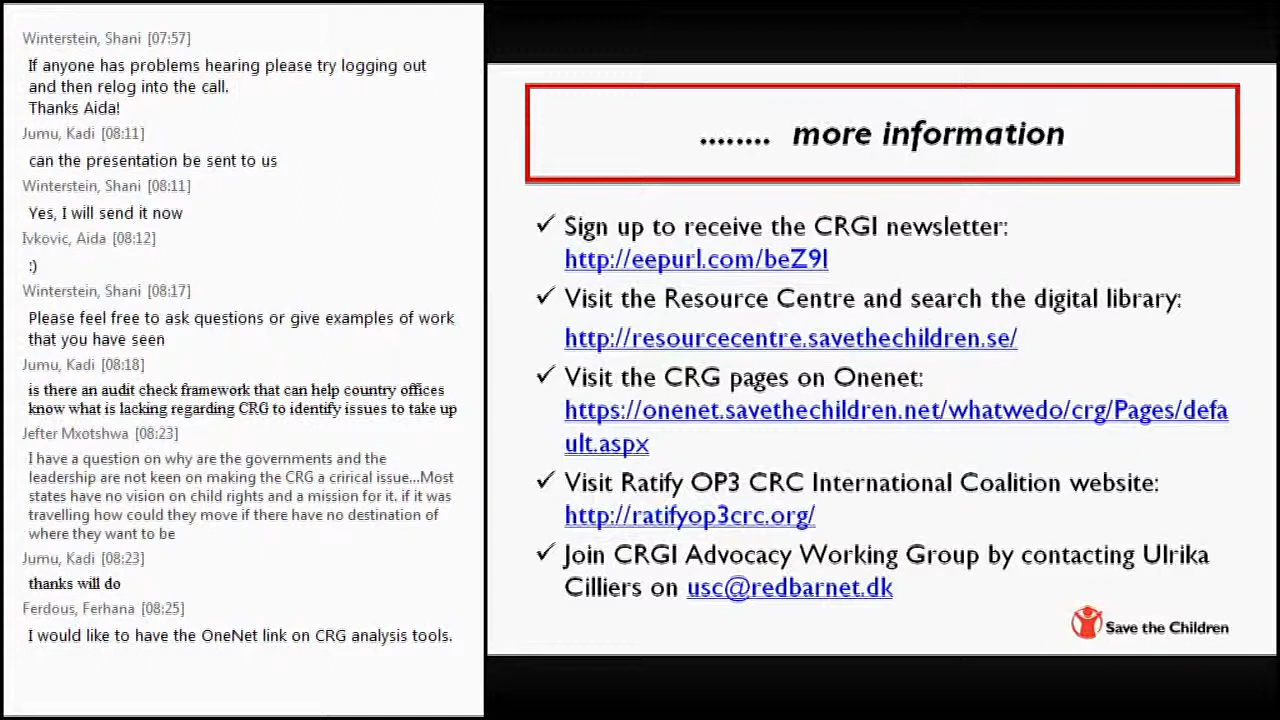 Winterstein, Shani [07:57]
If anyone has problems hearing please try logging out
and then relog into the call.
Thanks Aida!
Jumu, Kadi [08:11]
can the presentation be sent to us
Winterstein, Shani [08:11]
Yes, I will send it now
Ivkovic, Aida [08:12]
:)
Winterstein, Shani [08:17]
Please feel free to ask questions or give examples of work
that you have seen
Jumu, Kadi [08:18]
is there an audit check framework that can help country offices
know what is lacking regarding CRG to identify issues to take up
Jefter Mxotshwa [08:23]
I have a question on why are the governments and the
leadership are not keen on making the CRG a crirical issue...Most
states have no vision on child rights and a mission for it. if it was
travelling how could they move if there have no destination of
where they want to be
Jumu, Kadi [08:23]
thanks will do
Ferdous, Ferhana [08:25]
I would like to have the OneNet link on CRG analysis tools.
........ more information
✓ Sign up to receive the CRGI newsletter:
http://eepurl.com/beZ9I
✓ Visit the Resource Centre and search the digital library:
http://resourcecentre.savethechildren.se/
✓ Visit the CRG pages on Onenet:
https://onenet.savethechildren.net/whatwedo/crg/Pages/defa
ult.aspx
✓ Visit Ratify OP3 CRC International Coalition website:
http://ratifyop3crc.org/
✓ Join CRGI Advocacy Working Group by contacting Ulrika
Cilliers on usc@redbarnet.dk
Save the Children